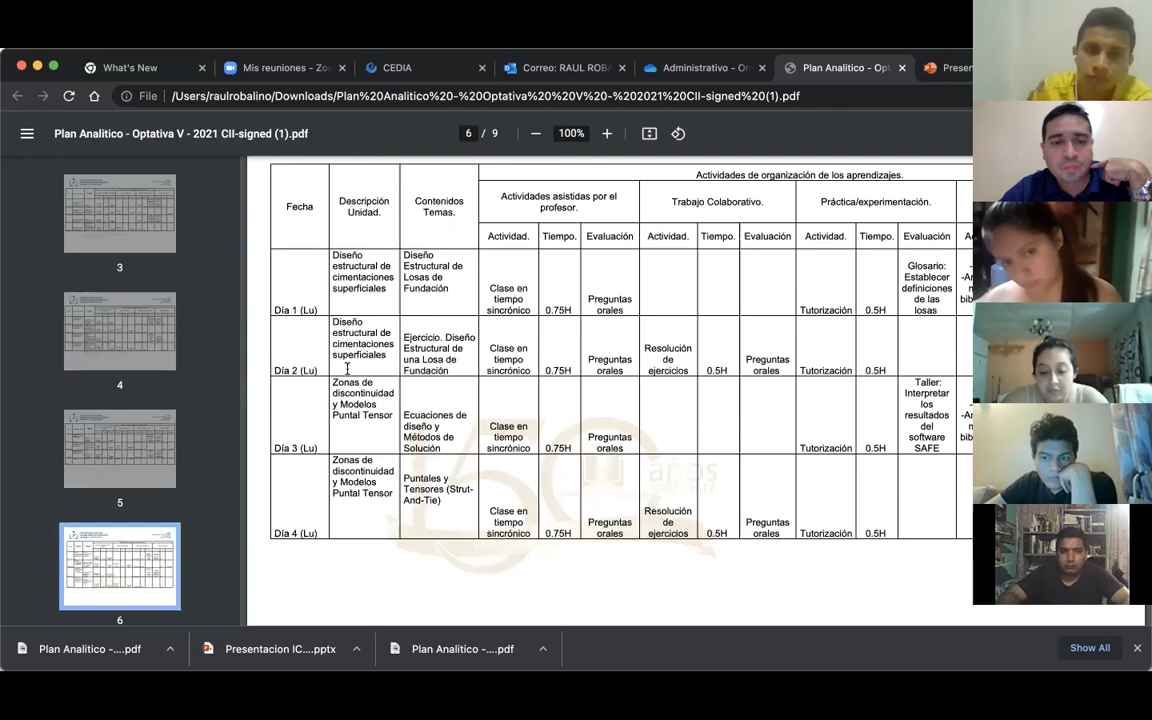 What's New
Mis reuniones - Zoo
CEDIA
Correo: RAUL ROBA
Administrativo - On
Plan Analitico - Opt
Presen
File
/Users/raulrobalino/Downloads/Plan%20Analitico%20-%20Optativa%20%20V%20-%202021%20CII-signed%20(1).pdf
Plan Analitico - Optativa V - 2021 CII-signed (1).pdf
6 / 9
100%
3
4
5
6
Actividades de organización de los aprendizajes.
Fecha
Descripción
Unidad.
Contenidos
Temas.
Actividades asistidas por el
profesor.
Trabajo Colaborativo.
Práctica/experimentación.
Actividad.
Tiempo.
Evaluación
Actividad.
Tiempo.
Evaluación
Actividad.
Tiempo.
Evaluación
Día 1 (Lu)
Diseño
estructural de
cimentaciones
superficiales
Diseño
Estructural de
Losas de
Fundación
Clase en
tiempo
sincrónico
0.75H
Preguntas
orales
Tutorización
0.5H
Glosario:
Establecer
definiciones
de las
losas
Día 2 (Lu)
Diseño
estructural de
cimentaciones
superficiales
Ejercicio. Diseño
Estructural de
una Losa de
Fundación
Clase en
tiempo
sincrónico
0.75H
Preguntas
orales
Resolución
de
ejercicios
0.5H
Preguntas
orales
Tutorización
0.5H
Día 3 (Lu)
Zonas de
discontinuidad
y Modelos
Puntal Tensor
Ecuaciones de
diseño y
Métodos de
Solución
Clase en
tiempo
sincrónico
0.75H
Preguntas
orales
Tutorización
0.5H
Taller:
Interpretar
los
resultados
del
software
SAFE
Día 4 (Lu)
Zonas de
discontinuidad
y Modelos
Puntal Tensor
Puntales y
Tensores (Strut-
And-Tie)
Clase en
tiempo
sincrónico
0.75H
Preguntas
orales
Resolución
de
ejercicios
0.5H
Preguntas
orales
Tutorización
0.5H
50
años
2017
Plan Analitico -....pdf
Presentacion IC....pptx
Plan Analitico -....pdf
Show All